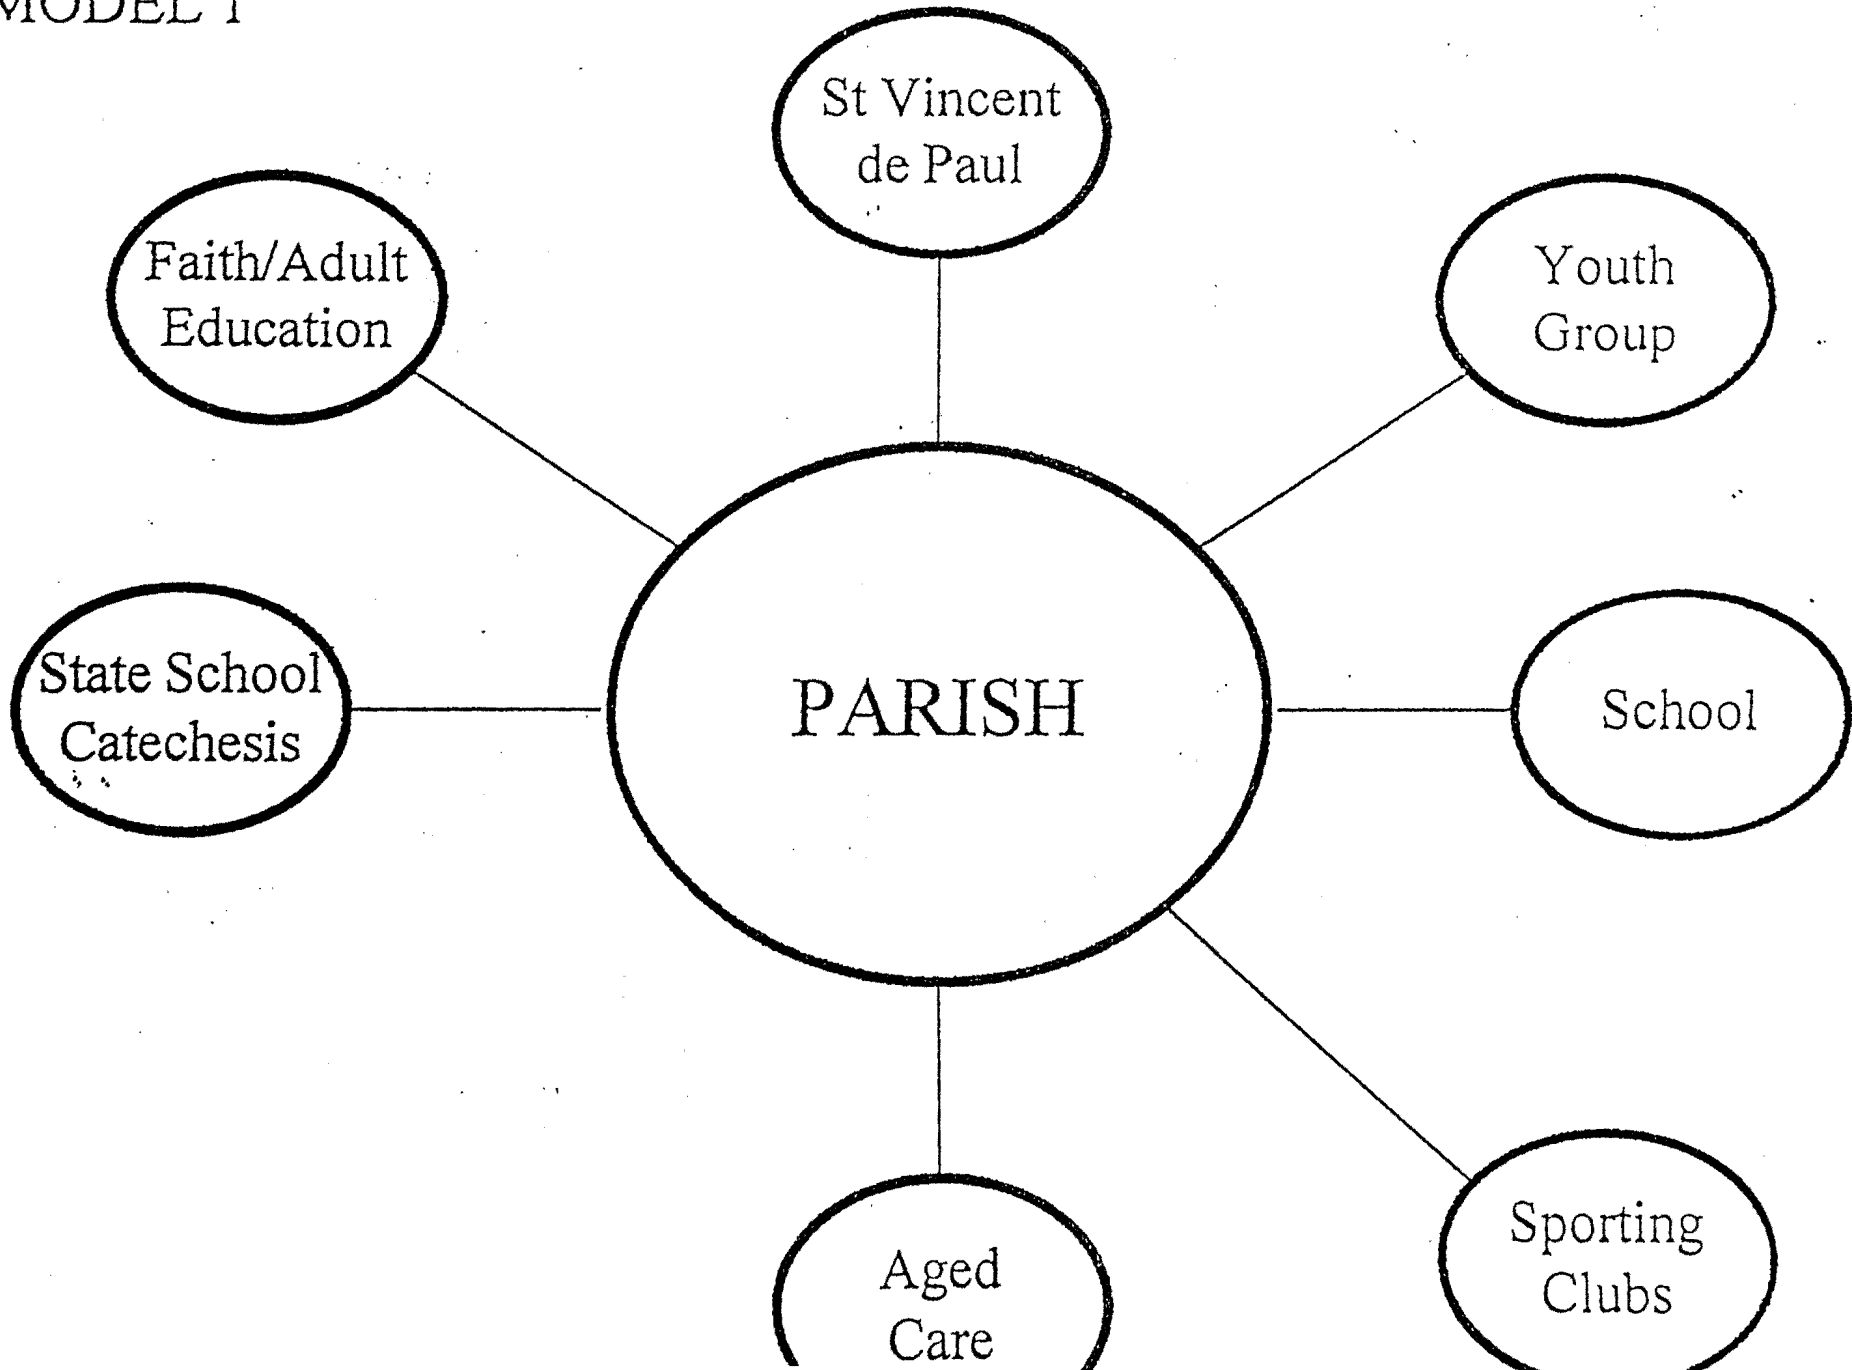 MODEL 1
St Vincent
de Paul
Faith/Adult
Education
Youth
Group
State School
Catechesis
PARISH
School
Sporting
Clubs
Aged
Care